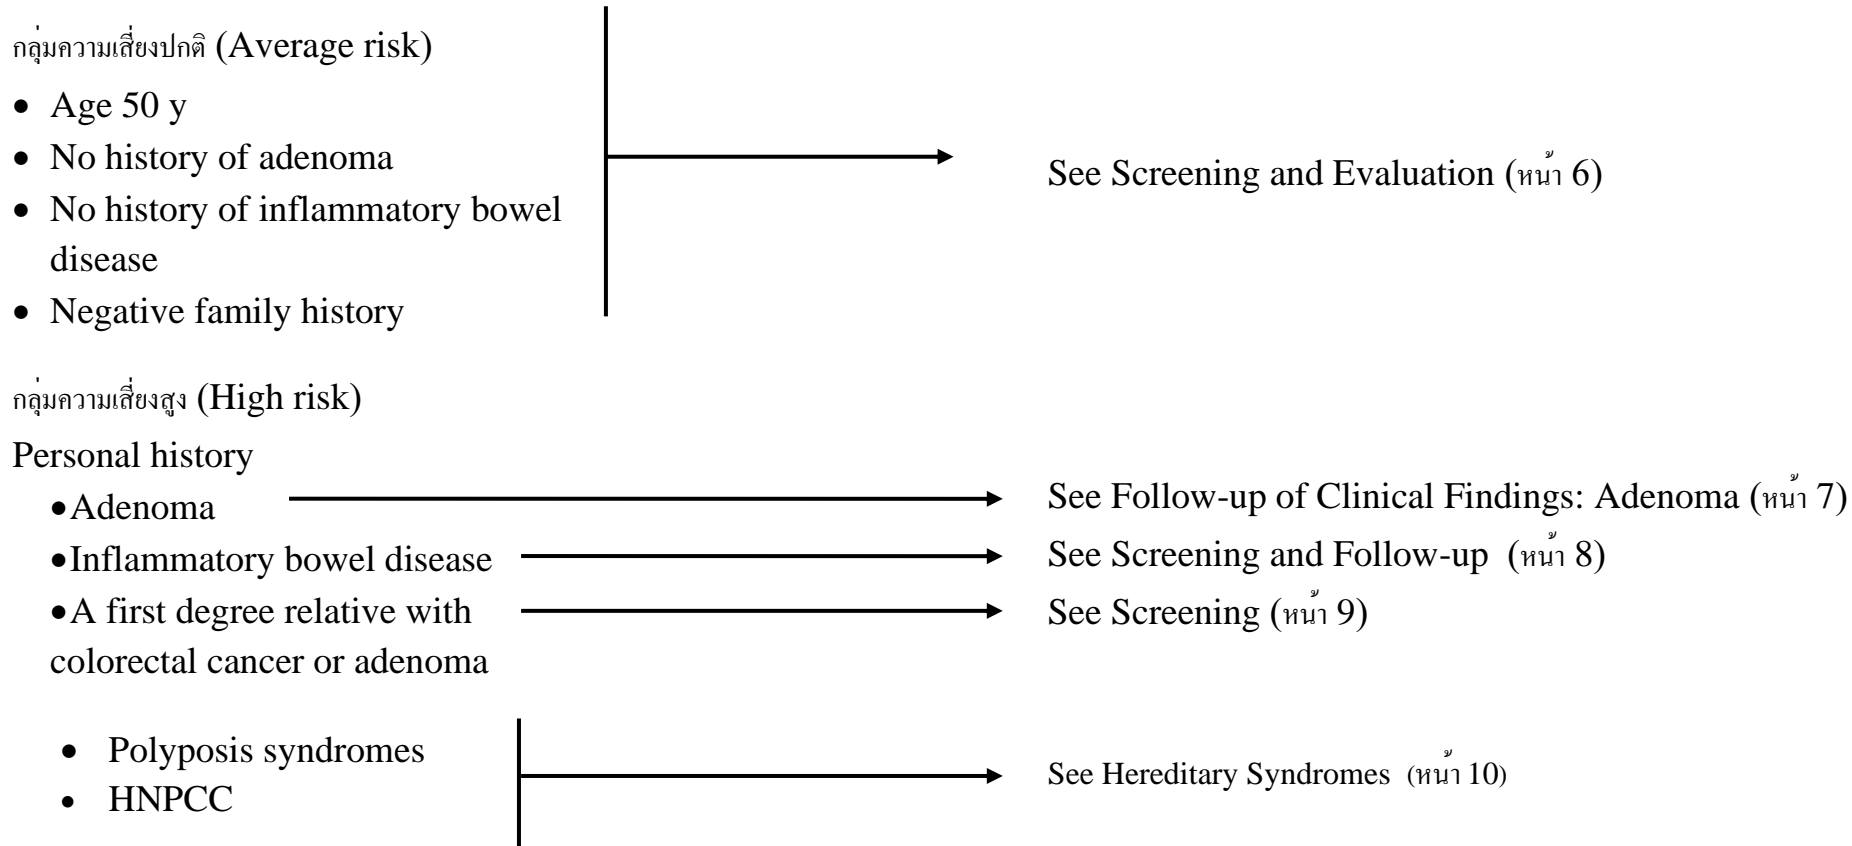 กลุ่มความเสี่ยงปกติ (Average risk)
• Age 50 y
• No history of adenoma
• No history of inflammatory bowel
disease
• Negative family history
See Screening and Evaluation (หน้า 6)
กลุ่มความเสี่ยงสูง (High risk)
Personal history
•Adenoma
See Follow-up of Clinical Findings: Adenoma (หน้า 7)
•Inflammatory bowel disease
See Screening and Follow-up (หน้า 8)
•A first degree relative with
colorectal cancer or adenoma
See Screening (หน้า 9)
• Polyposis syndromes
• HNPCC
See Hereditary Syndromes (หน้า 10)